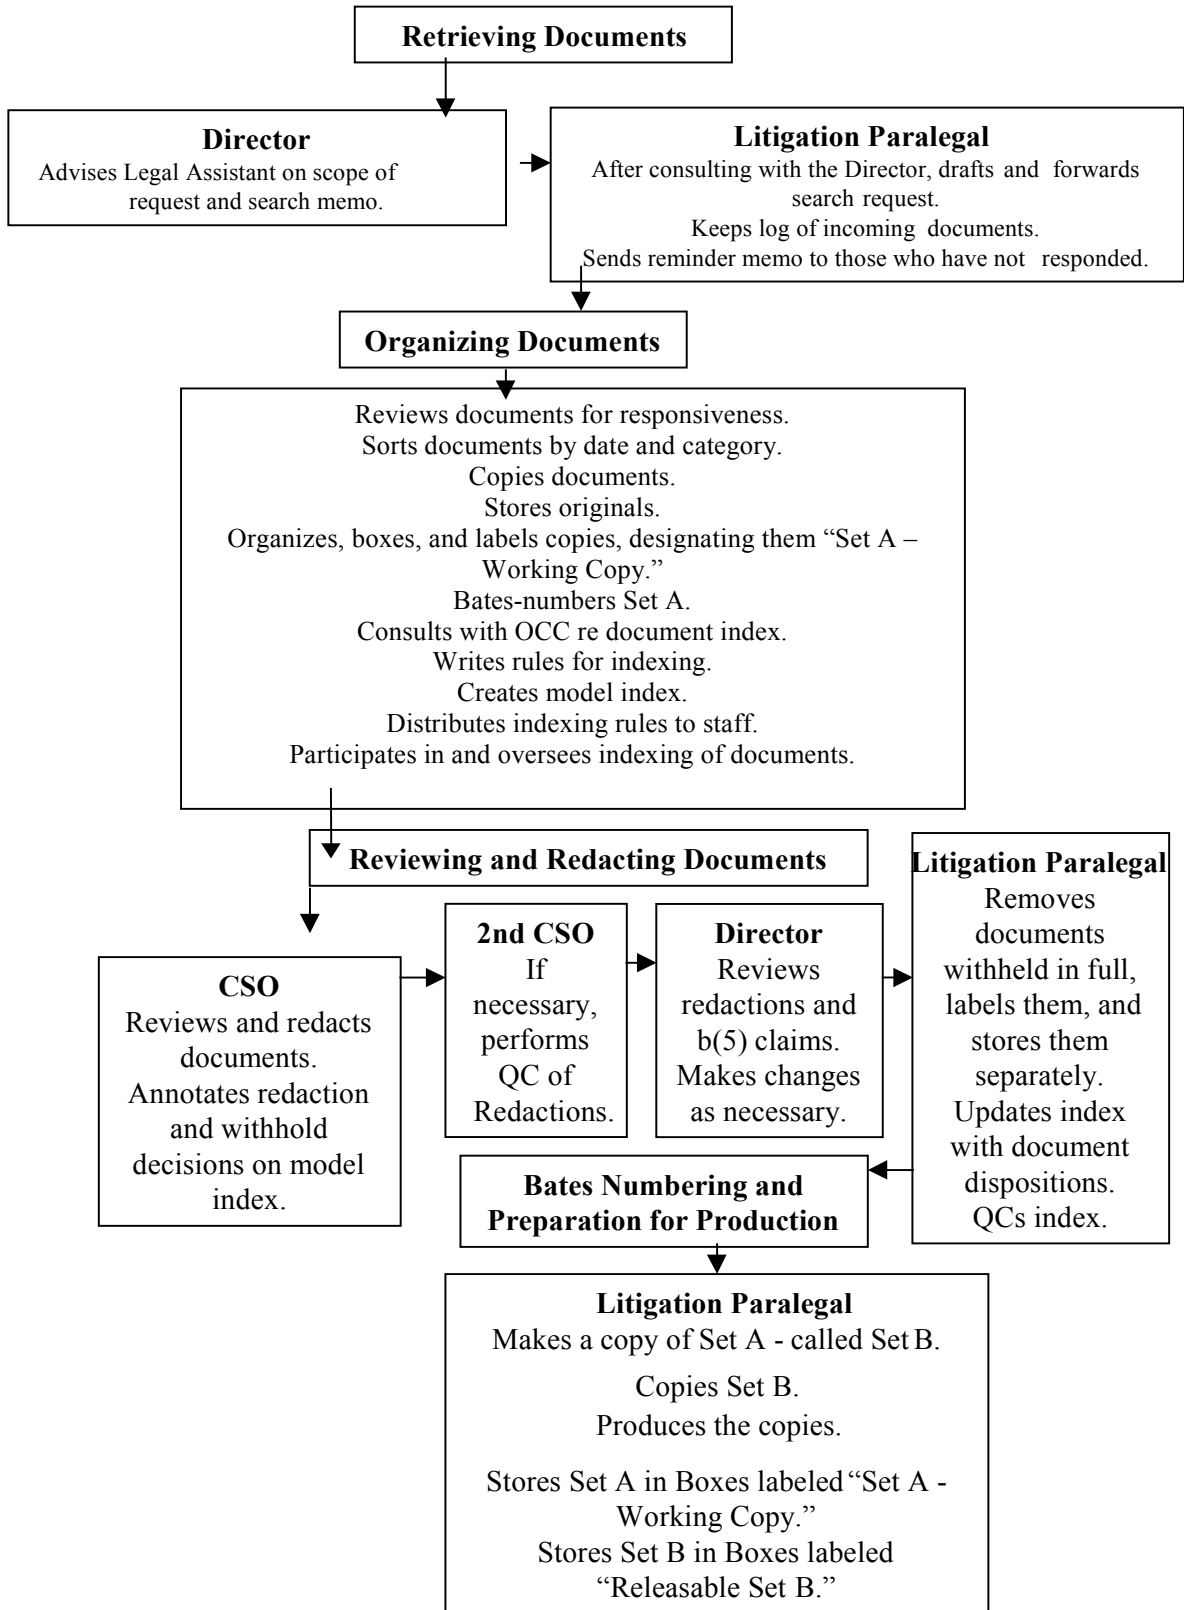 Retrieving Documents
Director
Advises Legal Assistant on scope of
request and search memo.
Litigation Paralegal
After consulting with the Director, drafts and forwards
search request.
Keeps log of incoming documents.
Sends reminder memo to those who have not responded.
Organizing Documents
Reviews documents for responsiveness.
Sorts documents by date and category.
Copies documents.
Stores originals.
Organizes, boxes, and labels copies, designating them “Set A –
Working Copy.”
Bates-numbers Set A.
Consults with OCC re document index.
Writes rules for indexing.
Creates model index.
Distributes indexing rules to staff.
Participates in and oversees indexing of documents.
Reviewing and Redacting Documents
CSO
Reviews and redacts
documents.
Annotates redaction
and withhold
decisions on model
index.
2nd CSO
If
necessary,
performs
QC of
Redactions.
Director
Reviews
redactions and
b(5) claims.
Makes changes
as necessary.
Litigation Paralegal
Removes
documents
withheld in full,
labels them, and
stores them
separately.
Updates index
with document
dispositions.
QCs index.
Bates Numbering and
Preparation for Production
Litigation Paralegal
Makes a copy of Set A - called Set B.
Copies Set B.
Produces the copies.
Stores Set A in Boxes labeled “Set A -
Working Copy.”
Stores Set B in Boxes labeled
“Releasable Set B.”